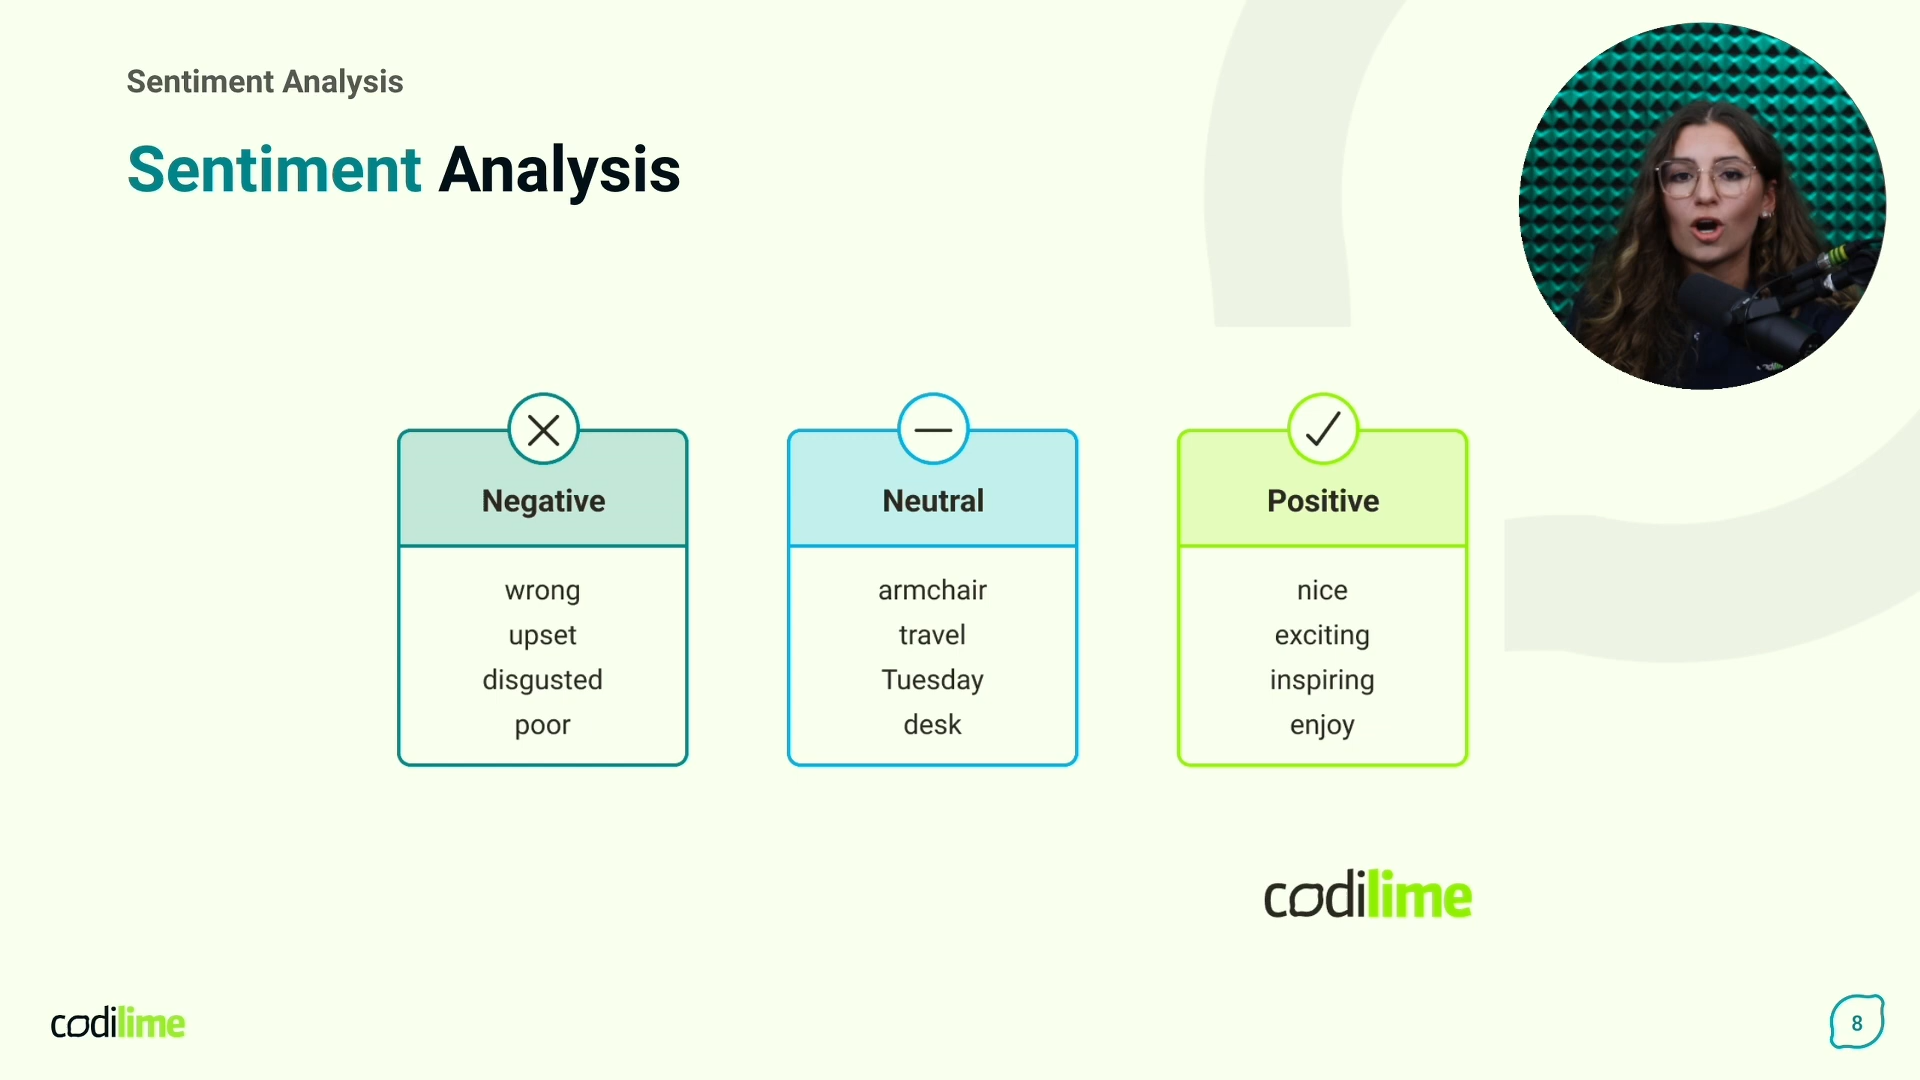 Sentiment Analysis
Sentiment Analysis
Negative
wrong
upset
disgusted
poor
Neutral
armchair
travel
Tuesday
desk
Positive
nice
exciting
inspiring
enjoy
codilime
codilime
8